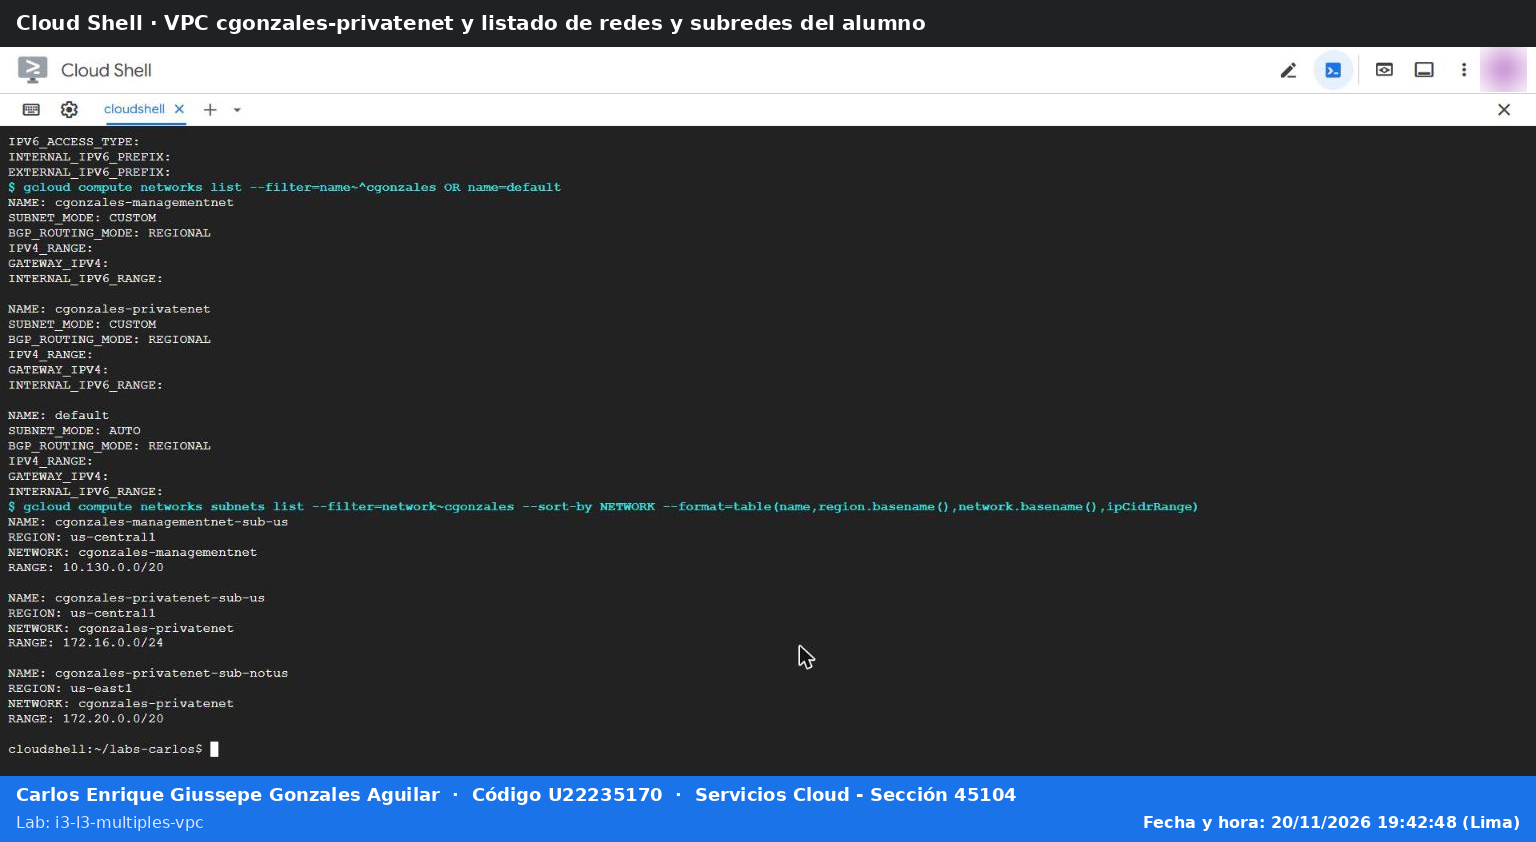 Cloud Shell · VPC cgonzales-privatenet y listado de redes y subredes del alumno
Cloud Shell
cloudshell
IPV6_ACCESS_TYPE:
INTERNAL_IPV6_PREFIX:
EXTERNAL_IPV6_PREFIX:
$ gcloud compute networks list --filter=name~^cgonzales OR name=default
NAME: cgonzales-managementnet
SUBNET_MODE: CUSTOM
BGP_ROUTING_MODE: REGIONAL
IPV4_RANGE:
GATEWAY_IPV4:
INTERNAL_IPV6_RANGE:
NAME: cgonzales-privatenet
SUBNET_MODE: CUSTOM
BGP_ROUTING_MODE: REGIONAL
IPV4_RANGE:
GATEWAY_IPV4:
INTERNAL_IPV6_RANGE:
NAME: default
SUBNET_MODE: AUTO
BGP_ROUTING_MODE: REGIONAL
IPV4_RANGE:
GATEWAY_IPV4:
INTERNAL_IPV6_RANGE:
$ gcloud compute networks subnets list --filter=network~cgonzales --sort-by NETWORK --format=table(name,region.basename(),network.basename(),ipCidrRange)
NAME: cgonzales-managementnet-sub-us
REGION: us-central1
NETWORK: cgonzales-managementnet
RANGE: 10.130.0.0/20
NAME: cgonzales-privatenet-sub-us
REGION: us-central1
NETWORK: cgonzales-privatenet
RANGE: 172.16.0.0/24
NAME: cgonzales-privatenet-sub-notus
REGION: us-east1
NETWORK: cgonzales-privatenet
RANGE: 172.20.0.0/20
cloudshell:~/labs-carlos$
Carlos Enrique Giussepe Gonzales Aguilar · Código U22235170 · Servicios Cloud - Sección 45104
Lab: i3-l3-multiples-vpc
Fecha y hora: 20/11/2026 19:42:48 (Lima)